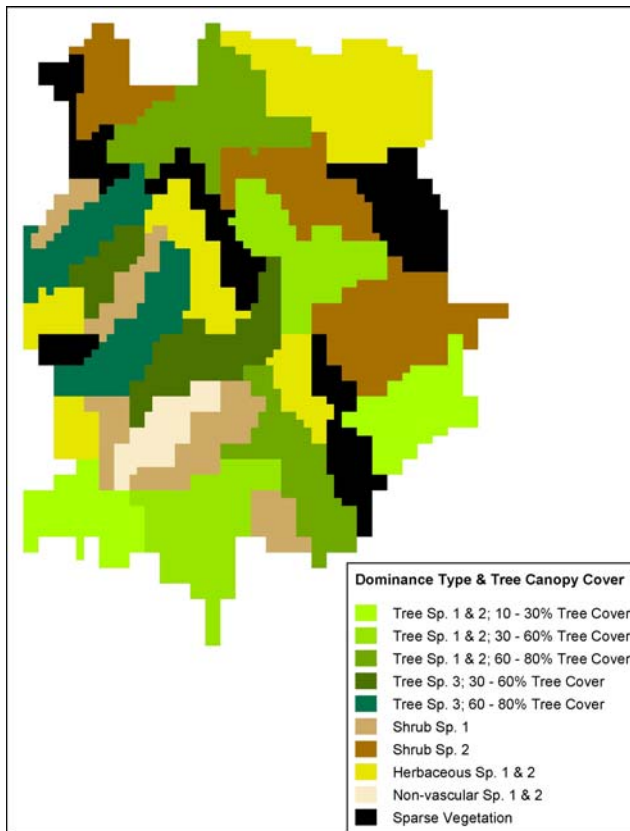 Dominance Type & Tree Canopy Cover
Tree Sp. 1 & 2; 10 - 30% Tree Cover
Tree Sp. 1 & 2; 30 - 60% Tree Cover
Tree Sp. 1 & 2; 60 - 80% Tree Cover
Tree Sp. 3; 30 - 60% Tree Cover
Tree Sp. 3; 60 - 80% Tree Cover
Shrub Sp. 1
Shrub Sp. 2
Herbaceous Sp. 1 & 2
Non-vascular Sp. 1 & 2
Sparse Vegetation